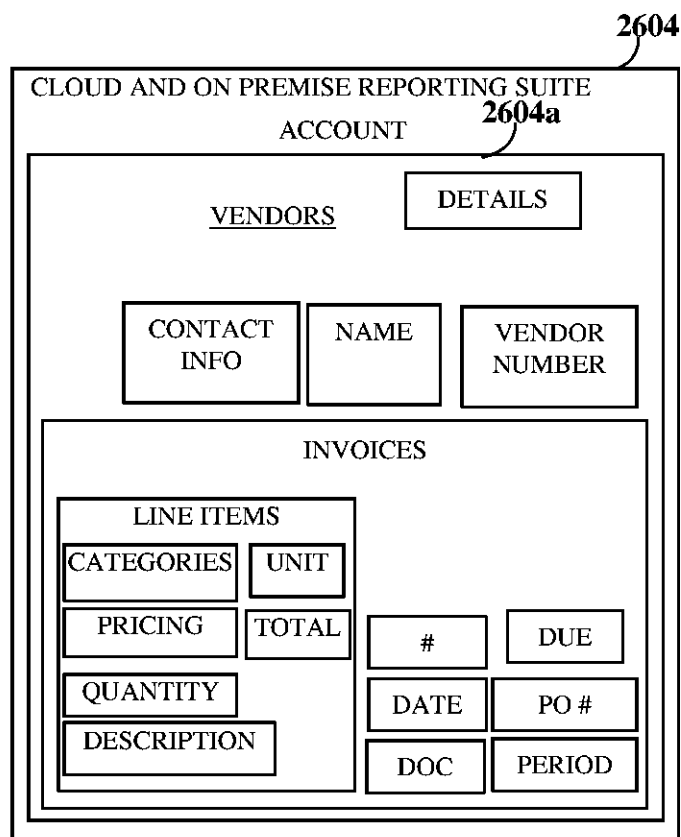 2604
CLOUD AND ON PREMISE REPORTING SUITE
ACCOUNT
2604a
VENDORS
DETAILS
CONTACT
INFO
NAME
VENDOR
NUMBER
INVOICES
LINE ITEMS
CATEGORIES
UNIT
PRICING
TOTAL
QUANTITY
DESCRIPTION
#
DUE
DATE
PO #
DOC
PERIOD